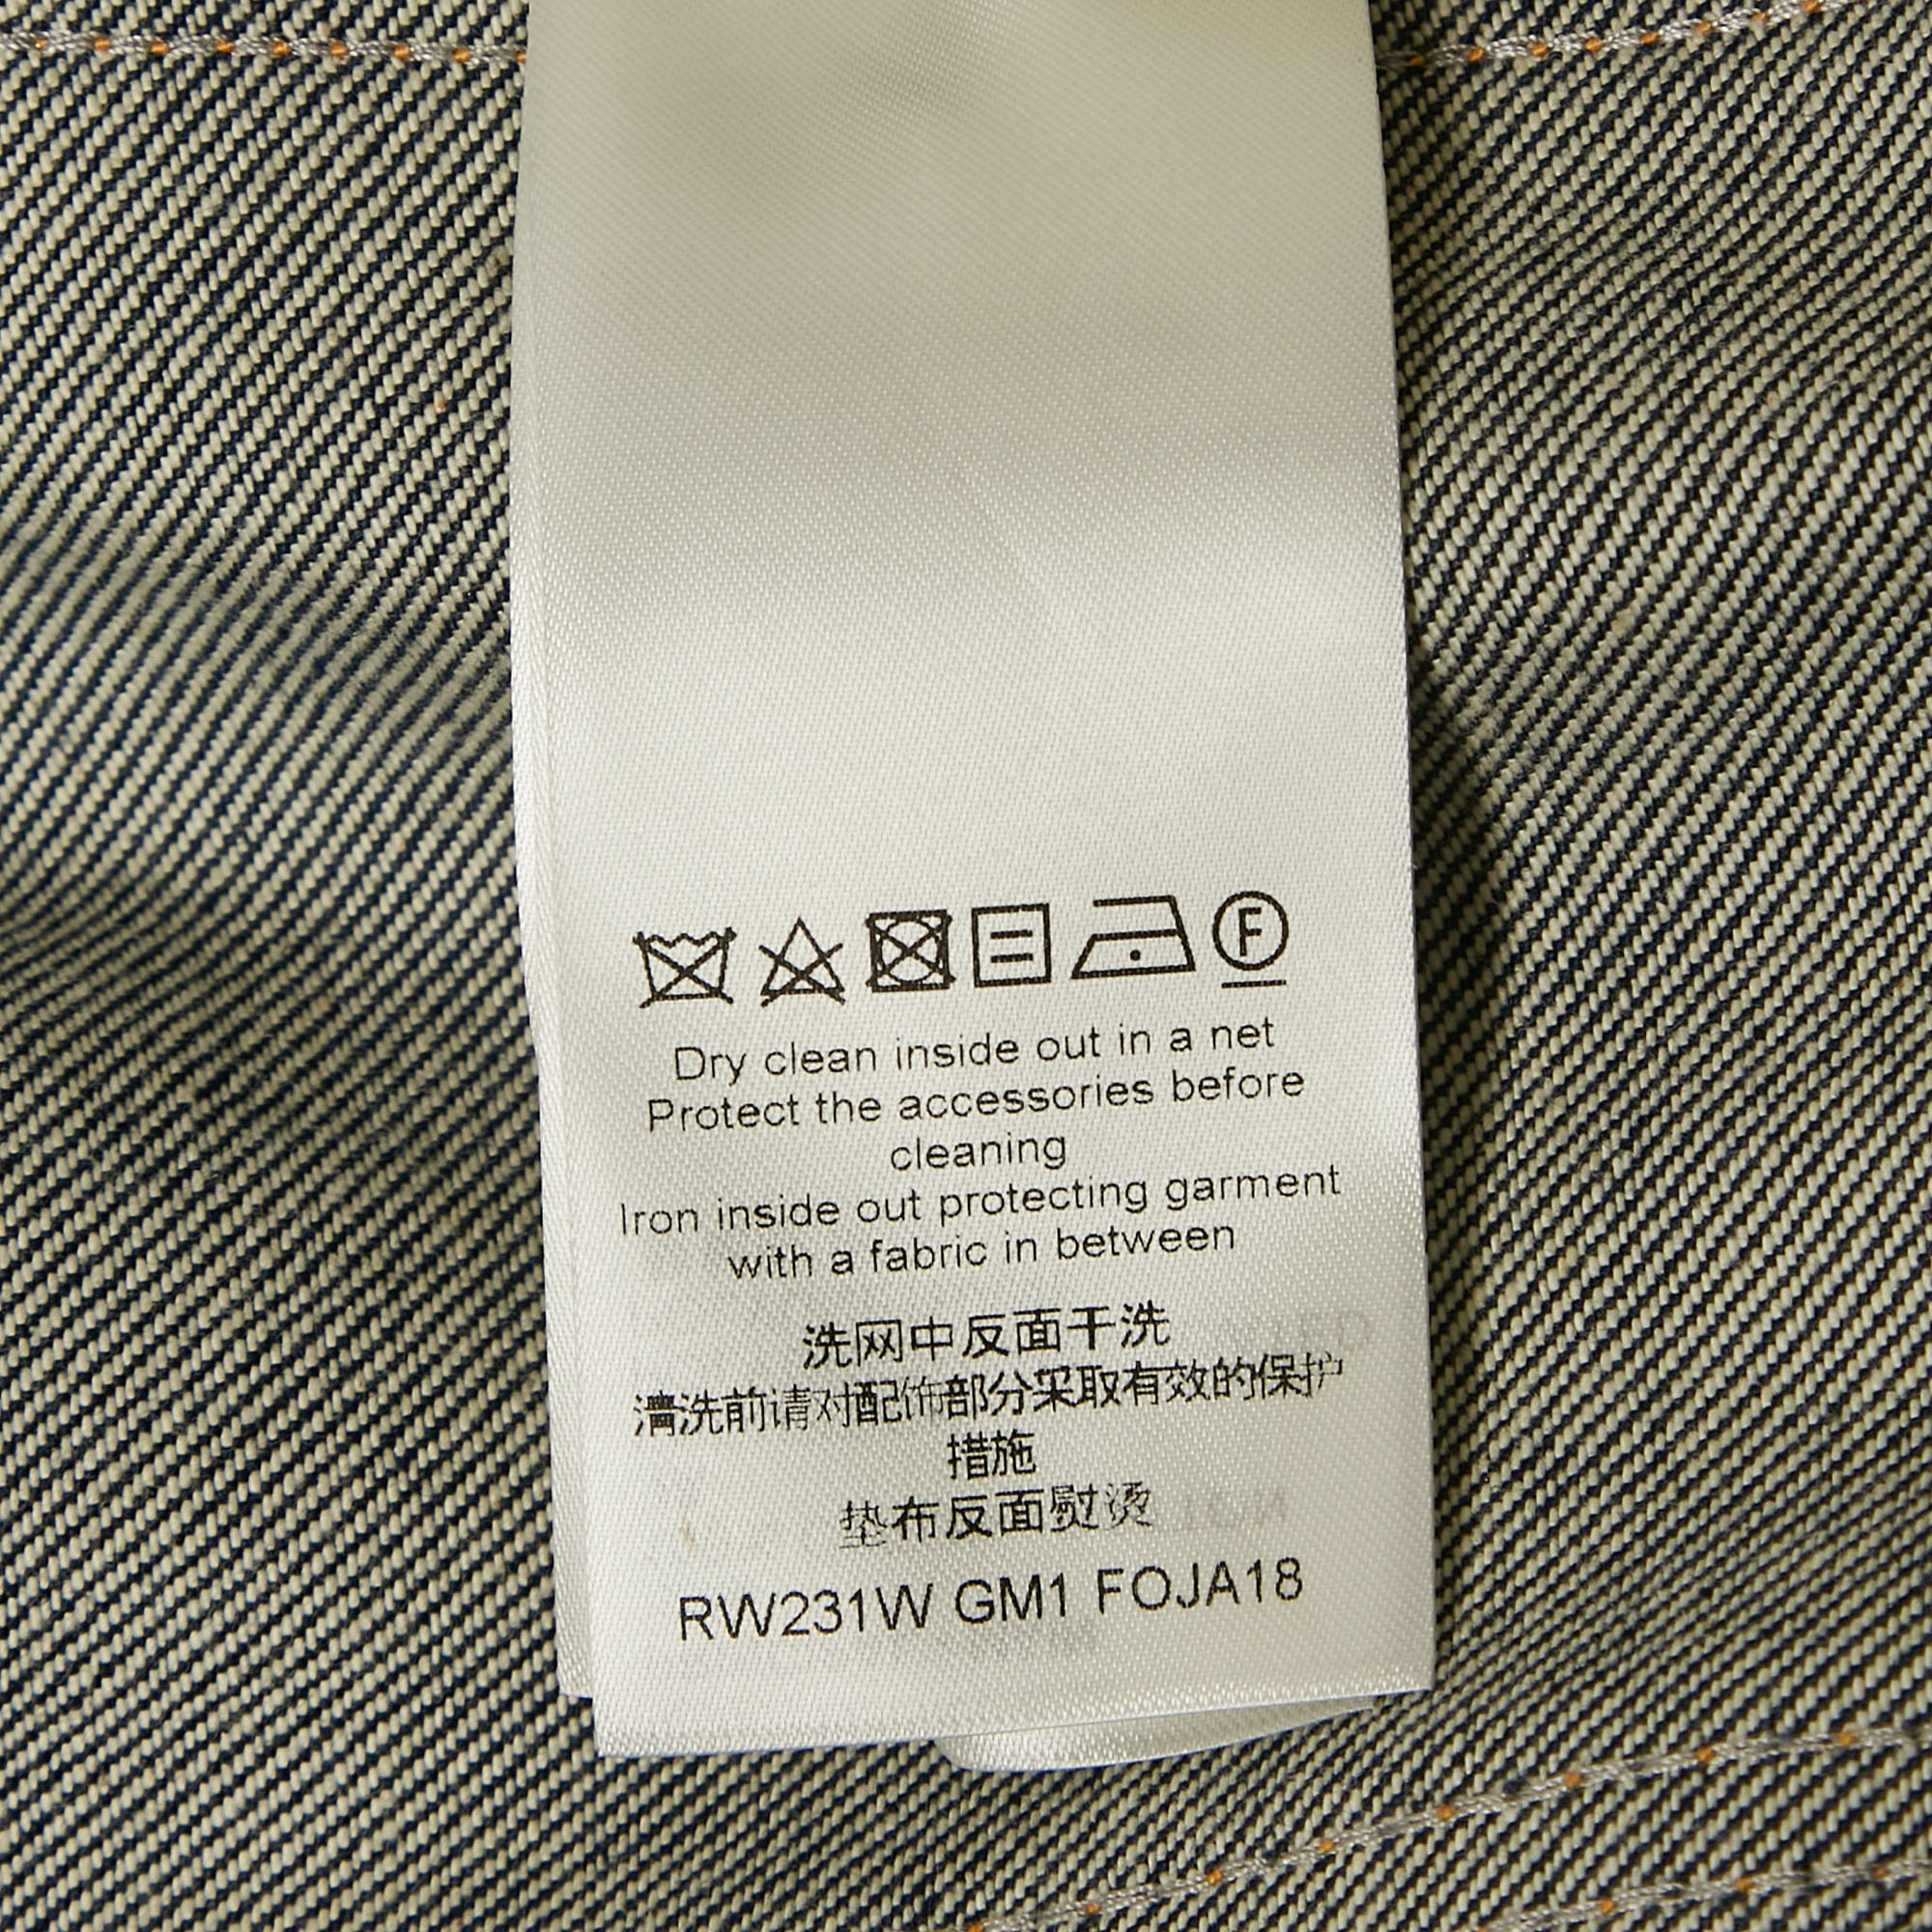 F
Dry clean inside out in a net
Protect the accessories before
cleaning
Iron inside out protecting garment
with a fabric in between
洗网中反面干洗
清洗前请对配饰部分采取有效的保护
措施
垫布反面熨烫
RW231W GM1 FOJA18